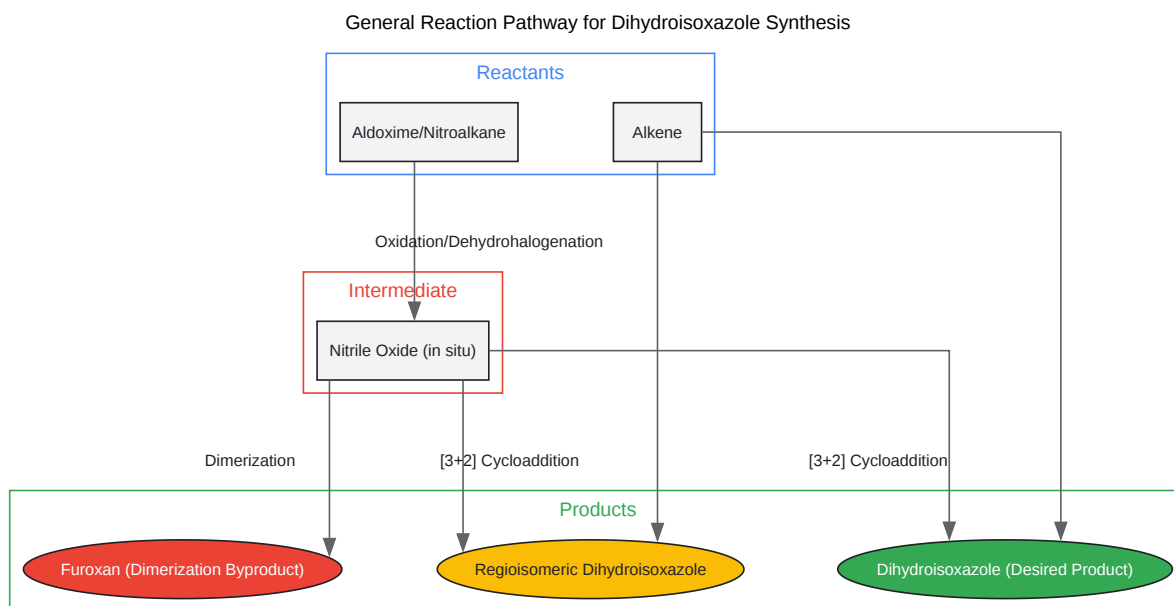 General Reaction Pathway for Dihydroisoxazole Synthesis
Reactants
Aldoxime/Nitroalkane
Alkene
Oxidation/Dehydrohalogenation
Intermediate
Nitrile Oxide (in situ)
Dimerization
[3+2] Cycloaddition
[3+2] Cycloaddition
Products
Furoxan (Dimerization Byproduct)
Regioisomeric Dihydroisoxazole
Dihydroisoxazole (Desired Product)